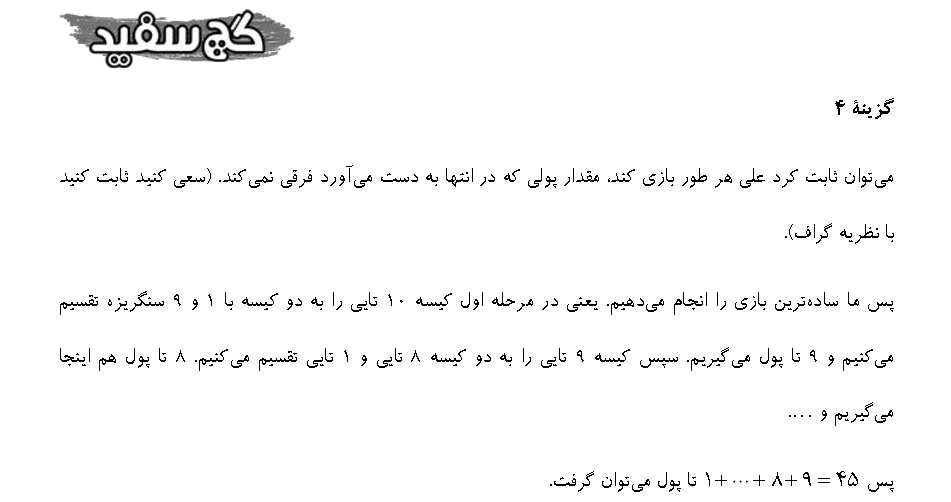 گچ سفید
گزینهٔ ۴
می‌توان ثابت کرد علی هر طور بازی کند، مقدار پولی که در انتها به دست می‌آورد فرقی نمی‌کند. (سعی کنید ثابت کنید
با نظریه گراف).
پس ما ساده‌ترین بازی را انجام می‌دهیم. یعنی در مرحله اول کیسه ۱۰ تایی را به دو کیسه با ۱ و ۹ سنگریزه تقسیم
می‌کنیم و ۹ تا پول می‌گیریم. سپس کیسه ۹ تایی را به دو کیسه ۸ تایی و ۱ تایی تقسیم می‌کنیم. ۸ تا پول هم اینجا
می‌گیریم و ....
پس ۱+⋯+۸+۹=۴۵ تا پول می‌توان گرفت.